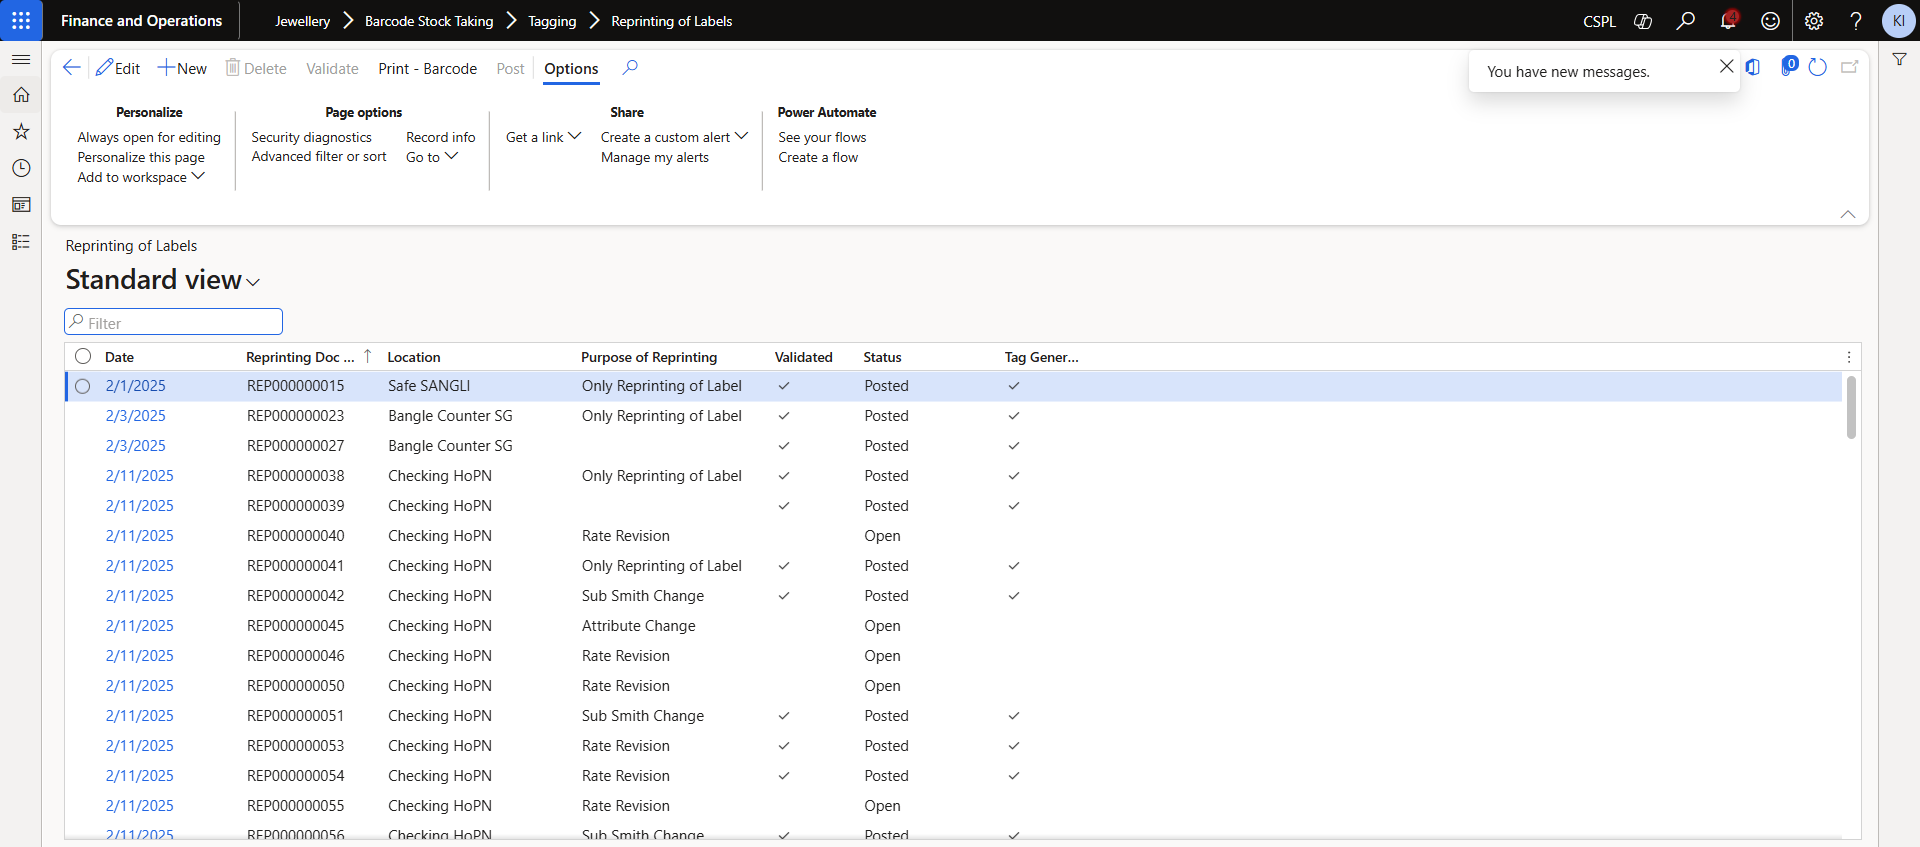 Finance and Operations Jewellery Barcode Stock Taking Tagging Reprinting of Labels CSPL 4 ? KI
Edit New Delete Validate Print - Barcode Post Options You have new messages. 0
Personalize Page options Share Power Automate
Always open for editing Security diagnostics Record info Get a link Create a custom alert See your flows
Personalize this page Advanced filter or sort Go to Manage my alerts Create a flow
Add to workspace
Reprinting of Labels
Standard view
Filter
Date Reprinting Doc ... Location Purpose of Reprinting Validated Status Tag Gener...
2/1/2025 REP000000015 Safe SANGLI Only Reprinting of Label Posted
2/3/2025 REP000000023 Bangle Counter SG Only Reprinting of Label Posted
2/3/2025 REP000000027 Bangle Counter SG Posted
2/11/2025 REP000000038 Checking HoPN Only Reprinting of Label Posted
2/11/2025 REP000000039 Checking HoPN Posted
2/11/2025 REP000000040 Checking HoPN Rate Revision Open
2/11/2025 REP000000041 Checking HoPN Only Reprinting of Label Posted
2/11/2025 REP000000042 Checking HoPN Sub Smith Change Posted
2/11/2025 REP000000045 Checking HoPN Attribute Change Open
2/11/2025 REP000000046 Checking HoPN Rate Revision Open
2/11/2025 REP000000050 Checking HoPN Rate Revision Open
2/11/2025 REP000000051 Checking HoPN Sub Smith Change Posted
2/11/2025 REP000000053 Checking HoPN Rate Revision Posted
2/11/2025 REP000000054 Checking HoPN Rate Revision Posted
2/11/2025 REP000000055 Checking HoPN Rate Revision Open
2/11/2025 REP000000056 Checking HoPN Sub Smith Change Posted